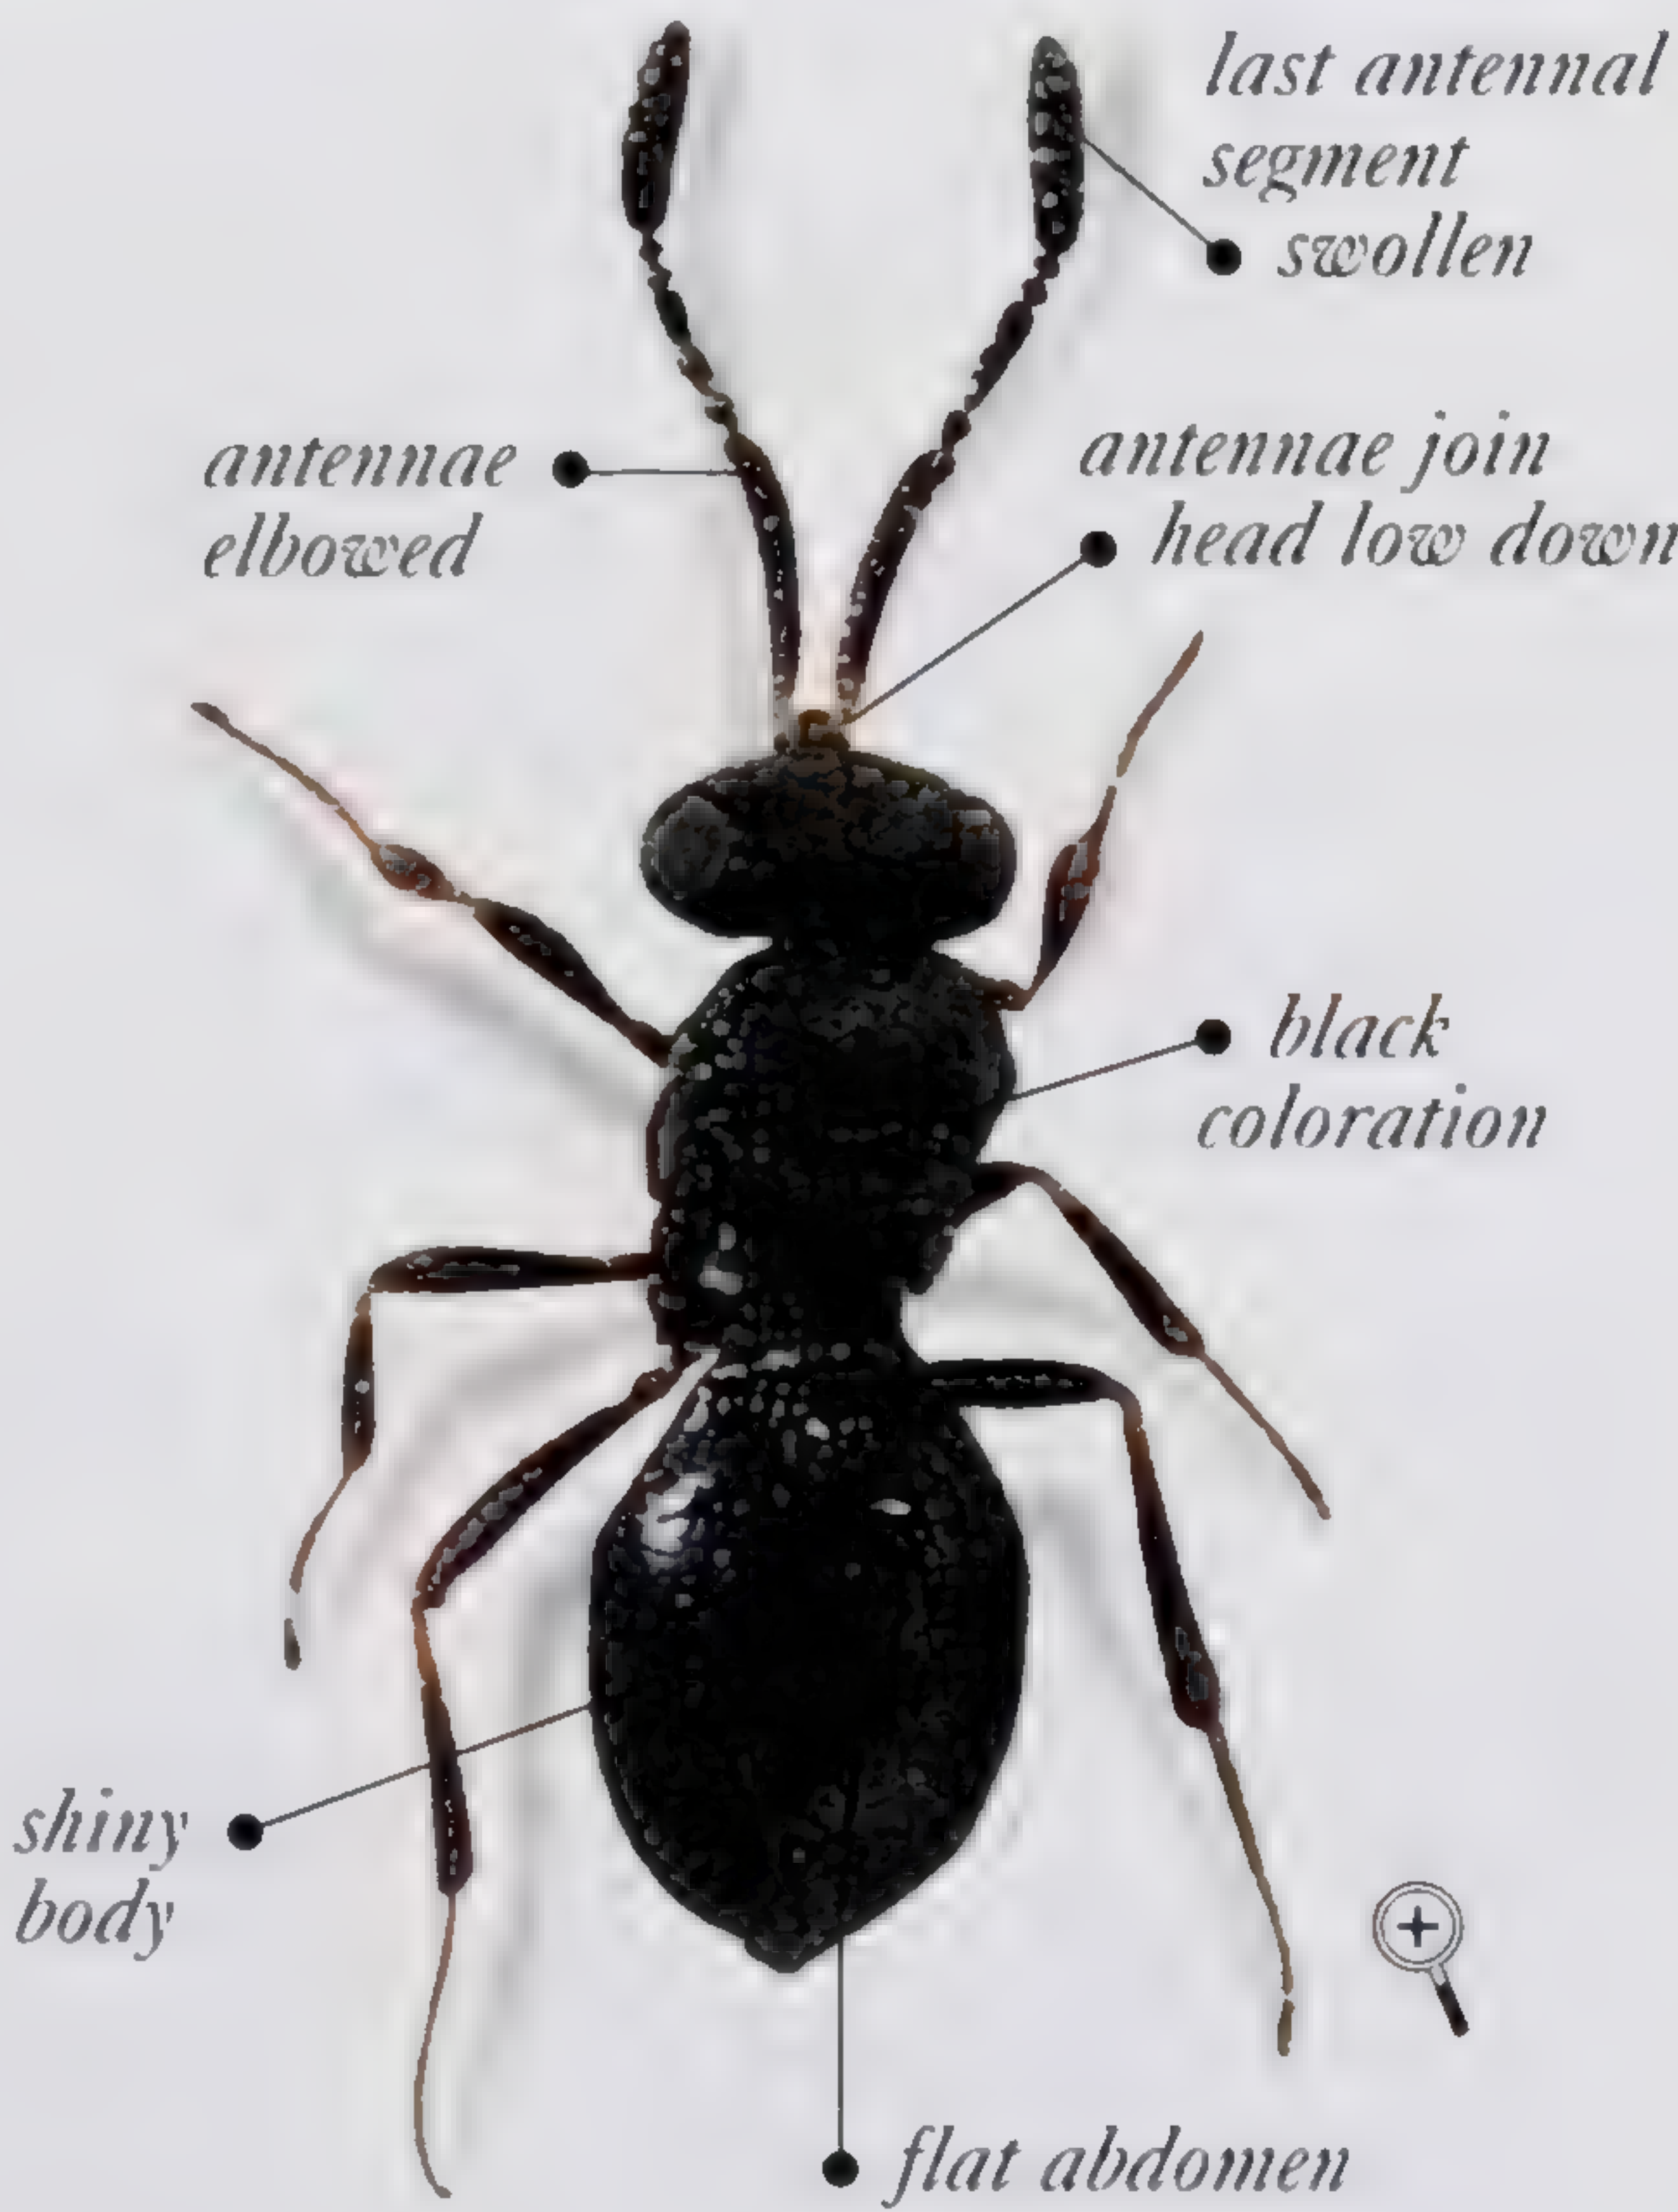 last antennal
segment
swollen
antennae
elbowed
antennae join
head low down
black
coloration
shiny
body
flat abdomen